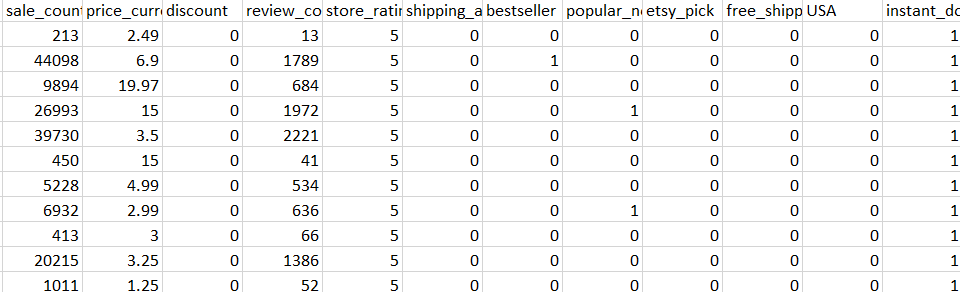 sale_count price_curre discount review_co store_ratin shipping_a bestseller popular_no etsy_pick free_shipp USA instant_do
213 2.49 0 13 5 0 0 0 0 0 0 1
44098 6.9 0 1789 5 0 1 0 0 0 0 1
9894 19.97 0 684 5 0 0 0 0 0 0 1
26993 15 0 1972 5 0 0 1 0 0 0 1
39730 3.5 0 2221 5 0 0 0 0 0 0 1
450 15 0 41 5 0 0 0 0 0 0 1
5228 4.99 0 534 5 0 0 0 0 0 0 1
6932 2.99 0 636 5 0 0 1 0 0 0 1
413 3 0 66 5 0 0 0 0 0 0 1
20215 3.25 0 1386 5 0 0 0 0 0 0 1
1011 1.25 0 52 5 0 0 0 0 0 0 1